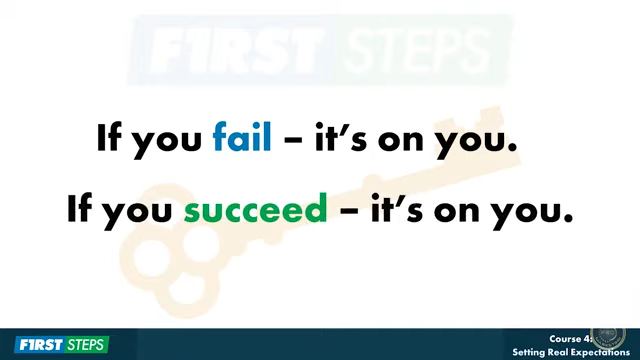 F1RST STEPS
If you fail – it's on you.
If you succeed – it's on you.
F1RST STEPS
Course 4:
Setting Real Expectations